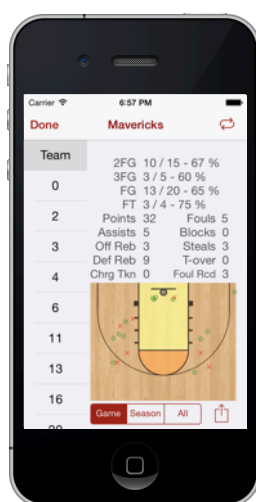 Carrier 6:57 PM
Done Mavericks
Team
0
2
3
4
6
11
13
16
2FG 10 / 15 - 67 %
3FG 3 / 5 - 60 %
FG 13 / 20 - 65 %
FT 3 / 4 - 75 %
Points 32 Fouls 5
Assists 5 Blocks 0
Off Reb 3 Steals 3
Def Reb 9 T-over 0
Chrg Tkn 0 Foul Rcd 3
Game Season All